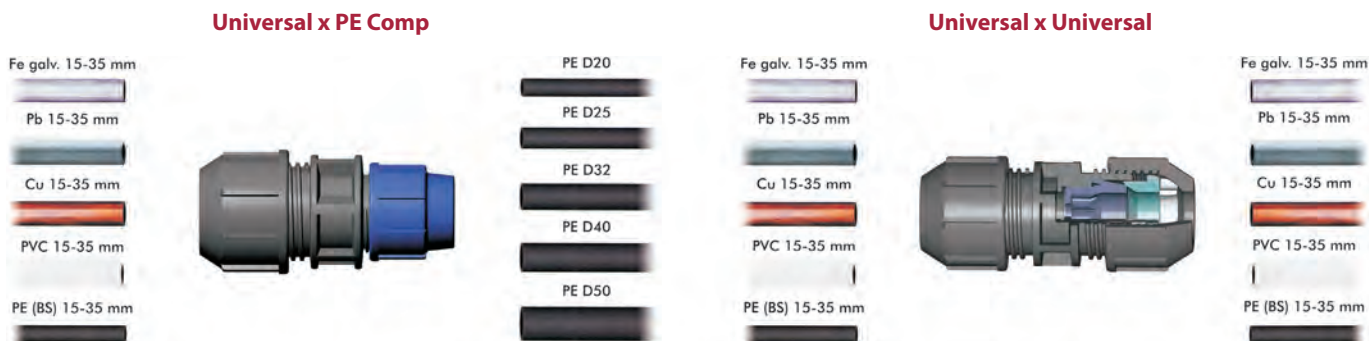 Universal x PE Comp
Fe galv. 15-35 mm
Pb 15-35 mm
Cu 15-35 mm
PVC 15-35 mm
PE (BS) 15-35 mm
PE D20
PE D25
PE D32
PE D40
PE D50
Universal x Universal
Fe galv. 15-35 mm
Pb 15-35 mm
Cu 15-35 mm
PVC 15-35 mm
PE (BS) 15-35 mm
Fe galv. 15-35 mm
Pb 15-35 mm
Cu 15-35 mm
PVC 15-35 mm
PE (BS) 15-35 mm